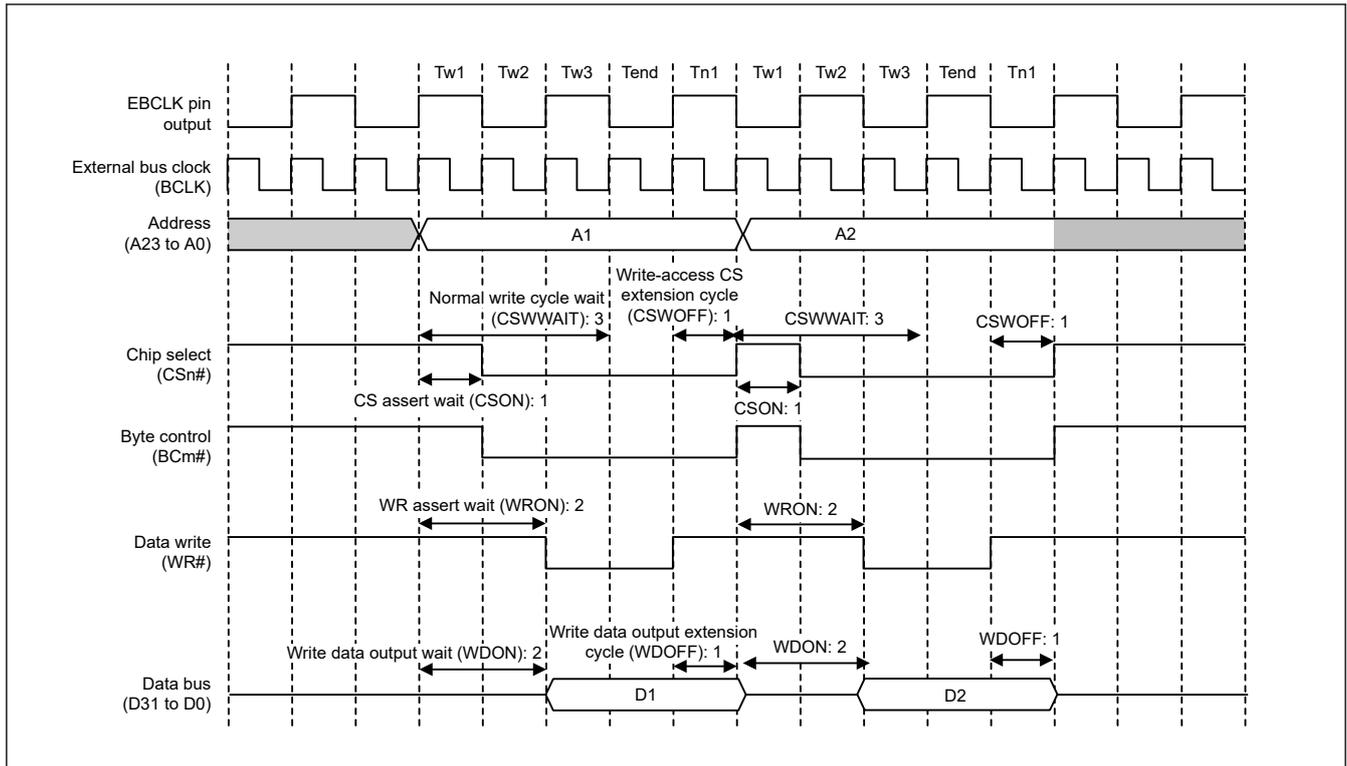 Tw1 Tw2 Tw3 Tend Tn1 Tw1 Tw2 Tw3 Tend Tn1
EBCLK pin
output
External bus clock
(BCLK)
Address
(A23 to A0)
A1
A2
Write-access CS
extension cycle
(CSWOFF): 1
Normal write cycle wait
(CSWWAIT): 3
CSWWAIT: 3
CSWOFF: 1
Chip select
(CSn#)
CS assert wait (CSON): 1
CSON: 1
Byte control
(BCm#)
WR assert wait (WRON): 2
WRON: 2
Data write
(WR#)
Write data output extension
cycle (WDOFF): 1
Write data output wait (WDON): 2
WDON: 2
WDOFF: 1
Data bus
(D31 to D0)
D1
D2